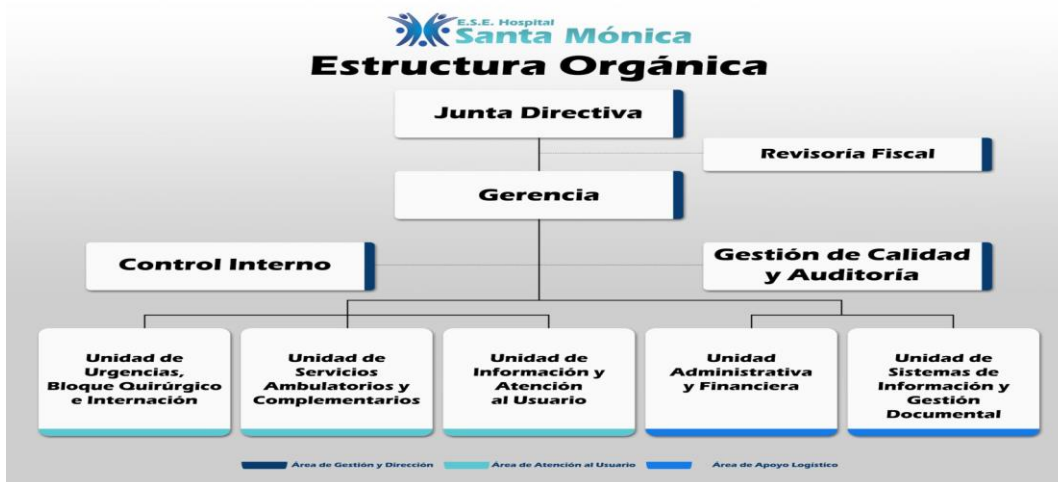 E.S.E. Hospital
Santa Mónica
Estructura Orgánica
Junta Directiva
Revisoría Fiscal
Gerencia
Control Interno
Gestión de Calidad
y Auditoría
Unidad de
Urgencias,
Bloque Quirúrgico
e Internación
Unidad de
Servicios
Ambulatorios y
Complementarios
Unidad de
Información y
Atención
al Usuario
Unidad
Administrativa
y Financiera
Unidad de
Sistemas de
Información y
Gestión
Documental
Área de Gestión y Dirección
Área de Atención al Usuario
Área de Apoyo Logístico